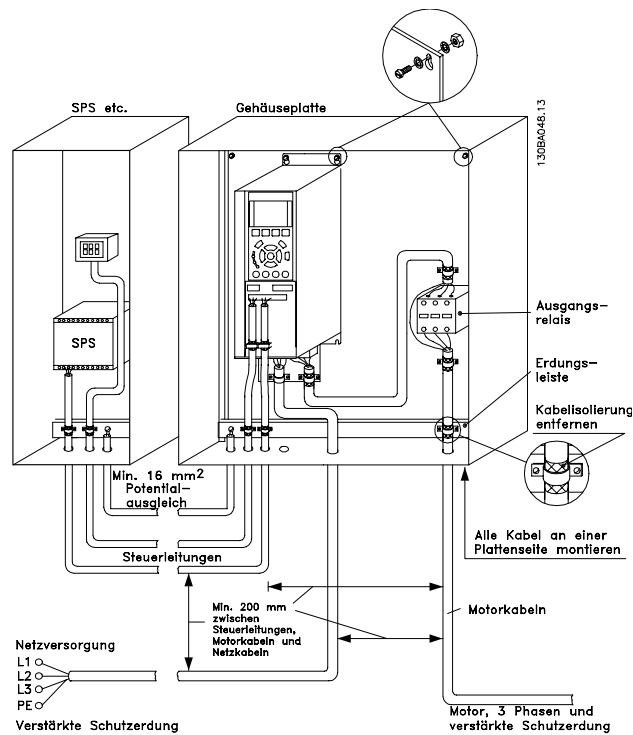 SPS etc.
Gehäuseplatte
130BA048.13
SPS
Ausgangs-
relais
Erdungs-
leiste
Kabelisolierung
entfernen
Min. 16 mm²
Potential-
ausgleich
Steuerleitungen
Alle Kabel an einer
Plattenseite montieren
Min. 200 mm
zwischen
Steuerleitungen,
Motorkabeln und
Netzkabeln
Motorkabeln
Netzversorgung
L1
L2
L3
PE
Verstärkte Schutzerdung
Motor, 3 Phasen und
verstärkte Schutzerdung